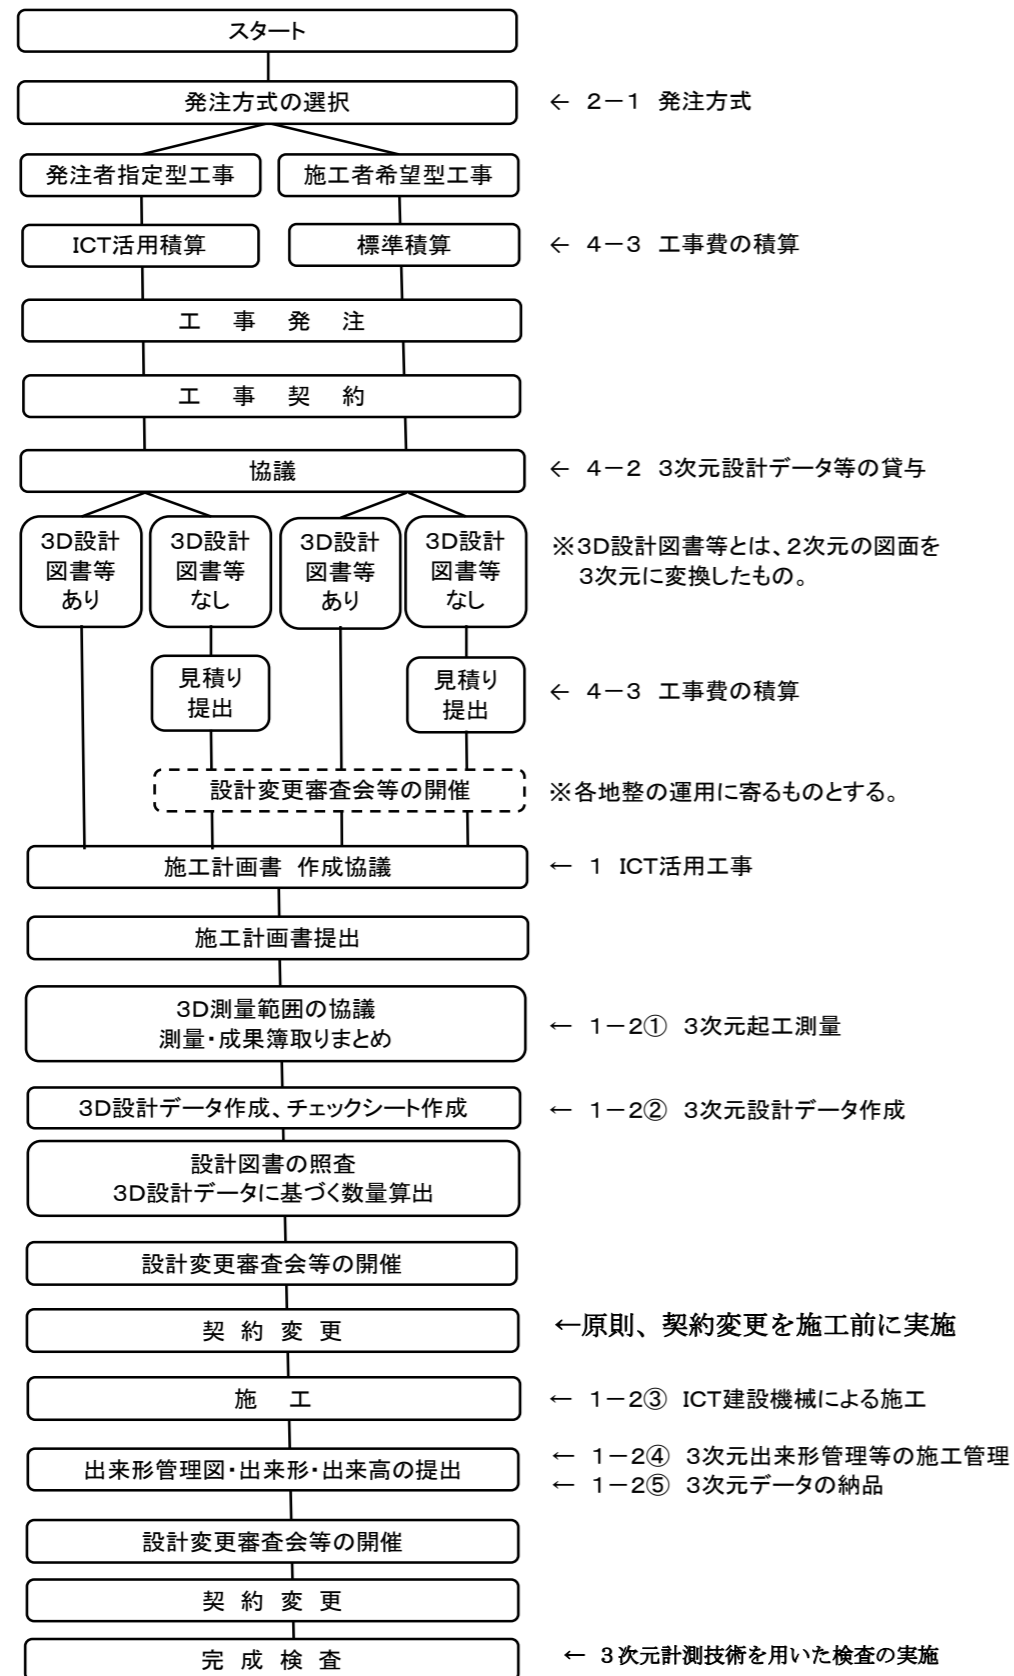 スタート
発注方式の選択
← 2－1 発注方式
発注者指定型工事
施工者希望型工事
ICT活用積算
標準積算
← 4－3 工事費の積算
工 事 発 注
工 事 契 約
協議
← 4－2 3次元設計データ等の貸与
3D設計
図書等
あり
3D設計
図書等
なし
3D設計
図書等
あり
3D設計
図書等
なし
※3D設計図書等とは、2次元の図面を
3次元に変換したもの。
見積り
提出
見積り
提出
← 4－3 工事費の積算
設計変更審査会等の開催
※各地整の運用に寄るものとする。
施工計画書 作成協議
← 1 ICT活用工事
施工計画書提出
3D測量範囲の協議
測量・成果簿取りまとめ
← 1－2① 3次元起工測量
3D設計データ作成、チェックシート作成
← 1－2② 3次元設計データ作成
設計図書の照査
3D設計データに基づく数量算出
設計変更審査会等の開催
契 約 変 更
←原則、契約変更を施工前に実施
施 工
← 1－2③ ICT建設機械による施工
出来形管理図・出来形・出来高の提出
← 1－2④ 3次元出来形管理等の施工管理
← 1－2⑤ 3次元データの納品
設計変更審査会等の開催
契 約 変 更
完 成 検 査
← 3次元計測技術を用いた検査の実施